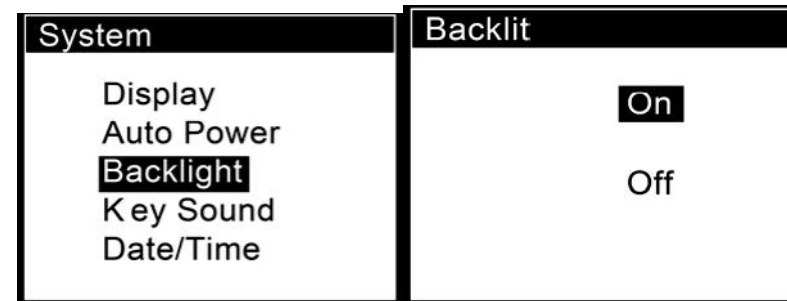 System
Display
Auto Power
Backlight
Key Sound
Date/Time
Backlit
On
Off